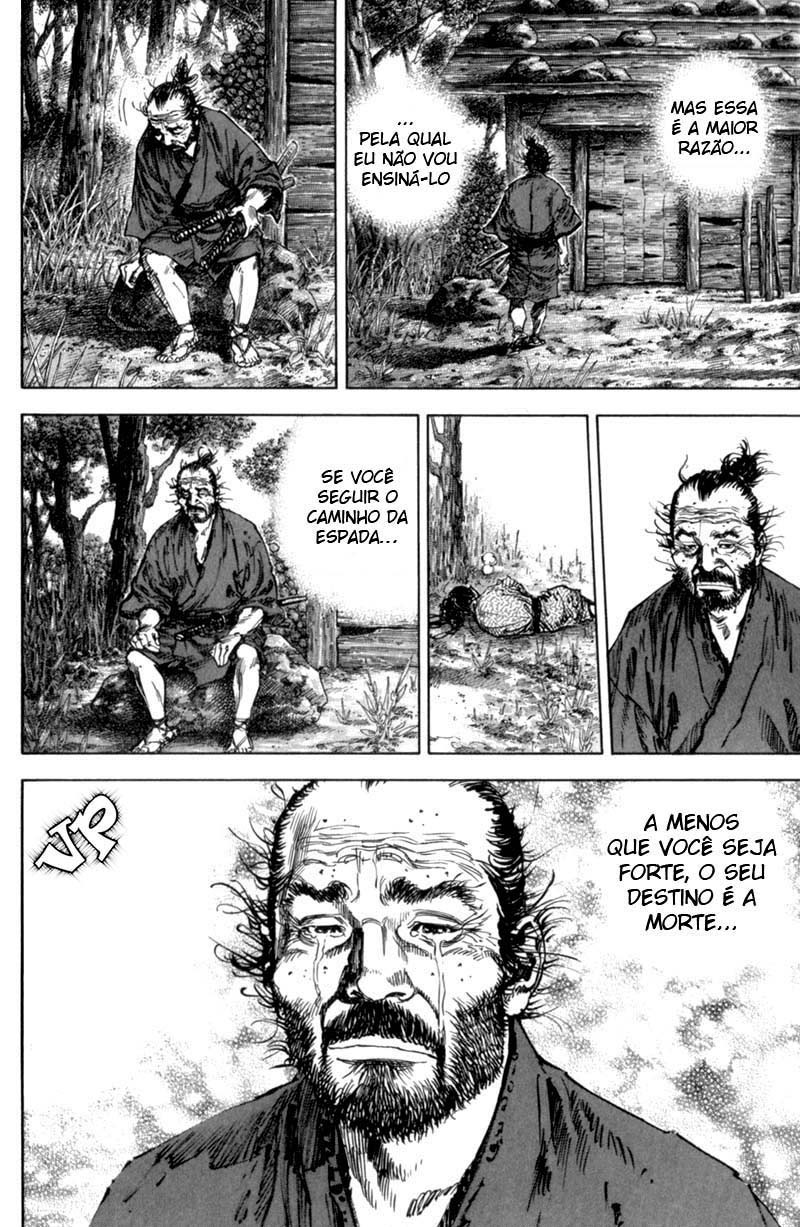 MAS ESSA
É A MAIOR
RAZÃO...
...
PELA QUAL
EU NÃO VOU
ENSINÁ-LO
SE VOCÊ
SEGUIR O
CAMINHO DA
ESPADA...
A MENOS
QUE VOCÊ SEJA
FORTE, O SEU
DESTINO É A
MORTE...
VP